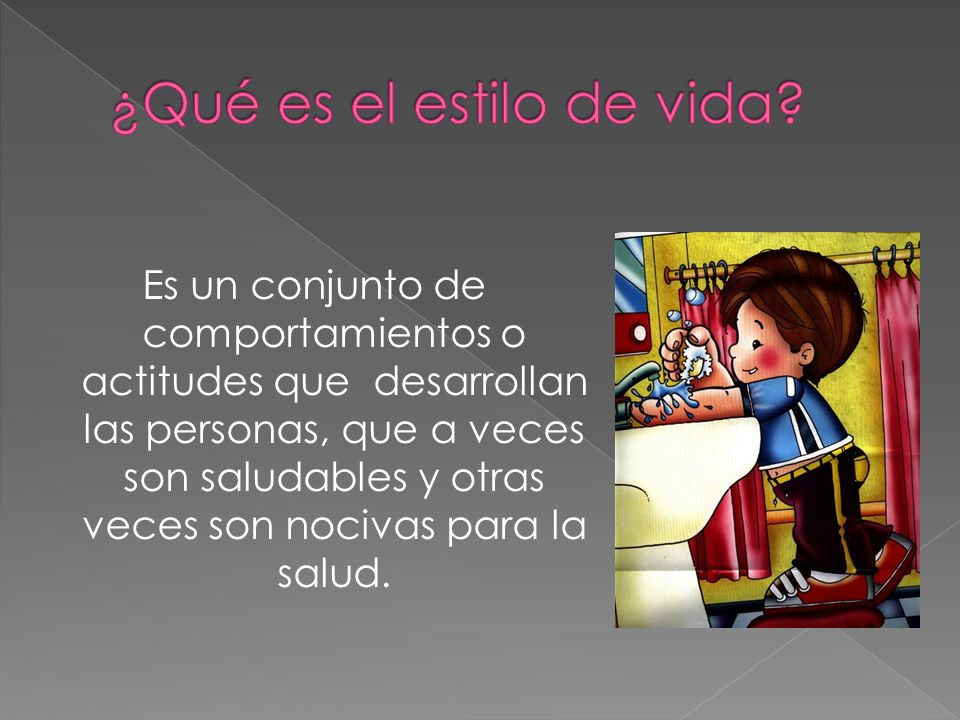 ¿Qué es el estilo de vida?
Es un conjunto de
comportamientos o
actitudes que desarrollan
las personas, que a veces
son saludables y otras
veces son nocivas para la
salud.